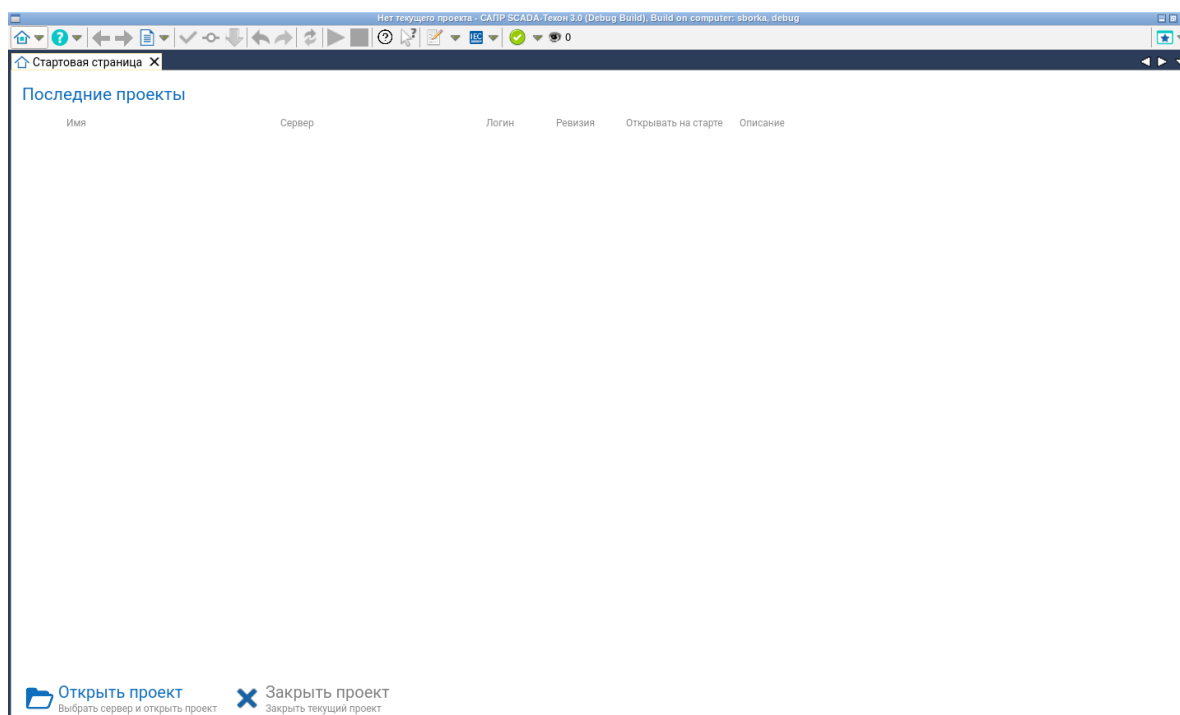 Нет текущего проекта - САПР SCADA-Текон 3.0 (Debug Build), Build on computer: sborka, debug
IEC 0
Стартовая страница
Последние проекты
Имя Сервер Логин Ревизия Открывать на старте Описание
Открыть проект Закрыть проект
Выбрать сервер и открыть проект Закрыть текущий проект